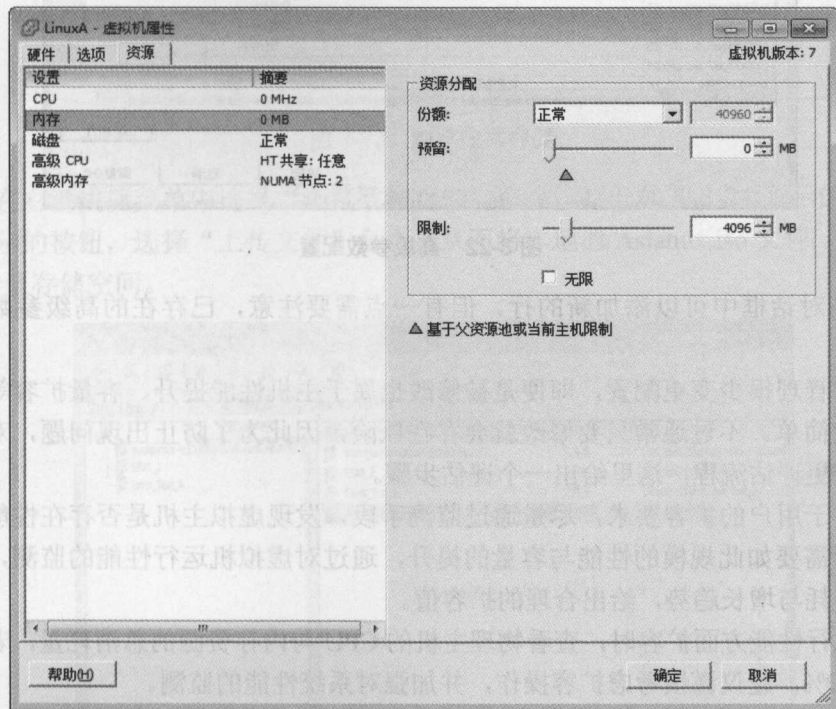 LinuxA - 虚拟机属性
硬件 选项 资源 虚拟机版本: 7
设置 摘要
CPU 0 MHz
内存 0 MB
磁盘 正常
高级 CPU HT 共享: 任意
高级内存 NUMA 节点: 2
资源分配
份额: 正常 40960
预留: 0 MB
限制: 4096 MB
无限
基于父资源池或当前主机限制
帮助(H) 确定 取消